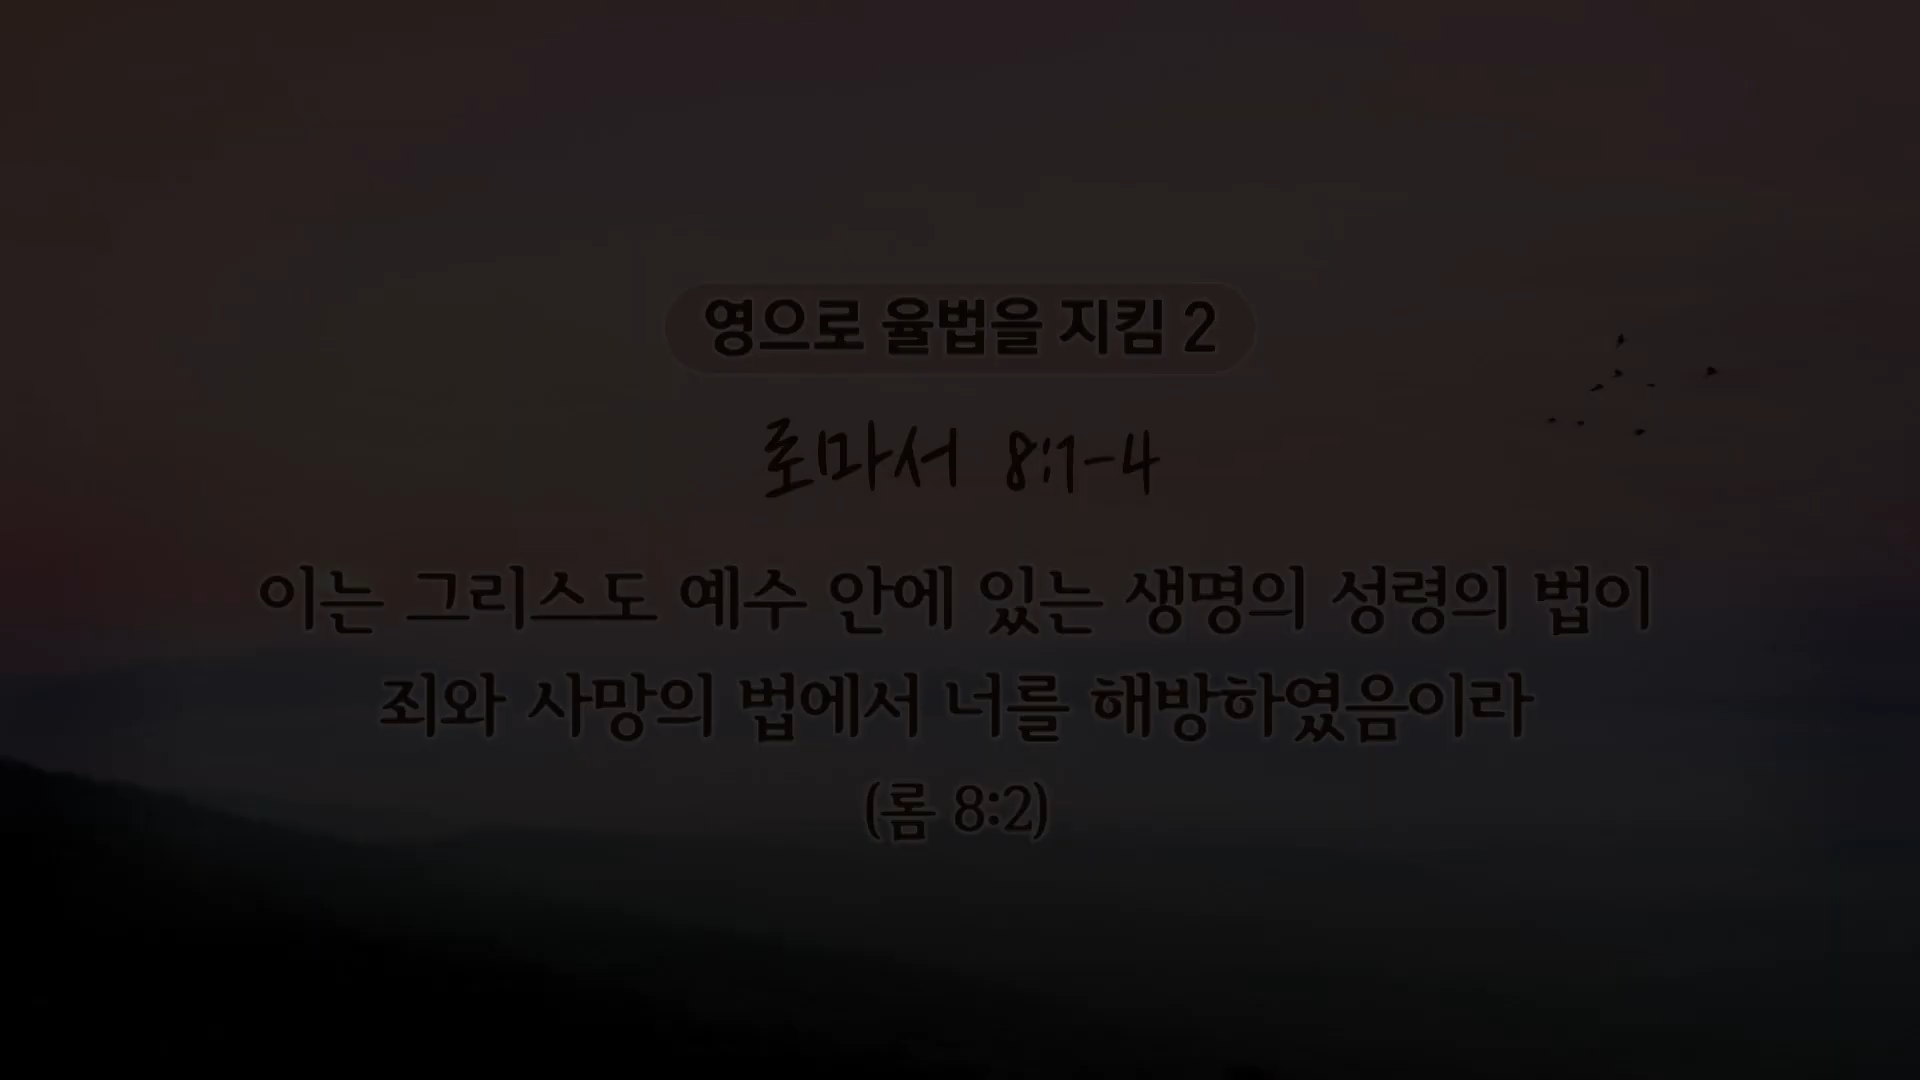 영으로 율법을 지킴 2
로마서 8:1-4
이는 그리스도 예수 안에 있는 생명의 성령의 법이
죄와 사망의 법에서 너를 해방하였음이라
(롬 8:2)